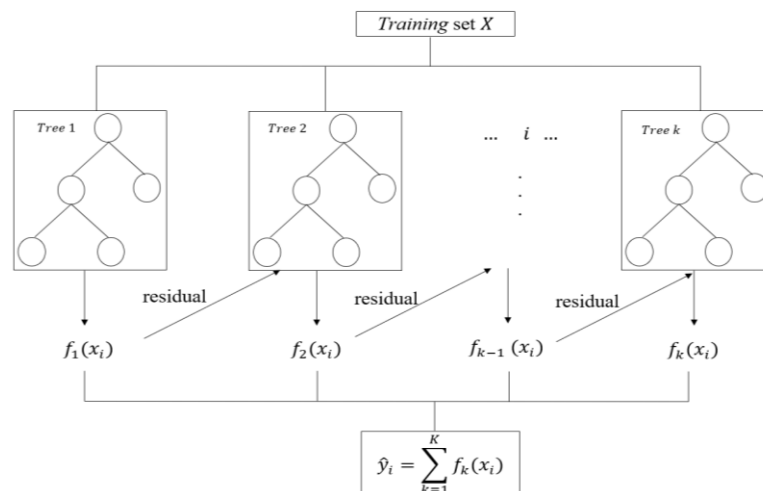 Training set X
Tree 1
Tree 2
... i ...
Tree k
residual
residual
residual
f₁(xᵢ)
f₂(xᵢ)
fₖ₋₁(xᵢ)
fₖ(xᵢ)
ŷᵢ = ∑ₖ₌₁ᴷ fₖ(xᵢ)